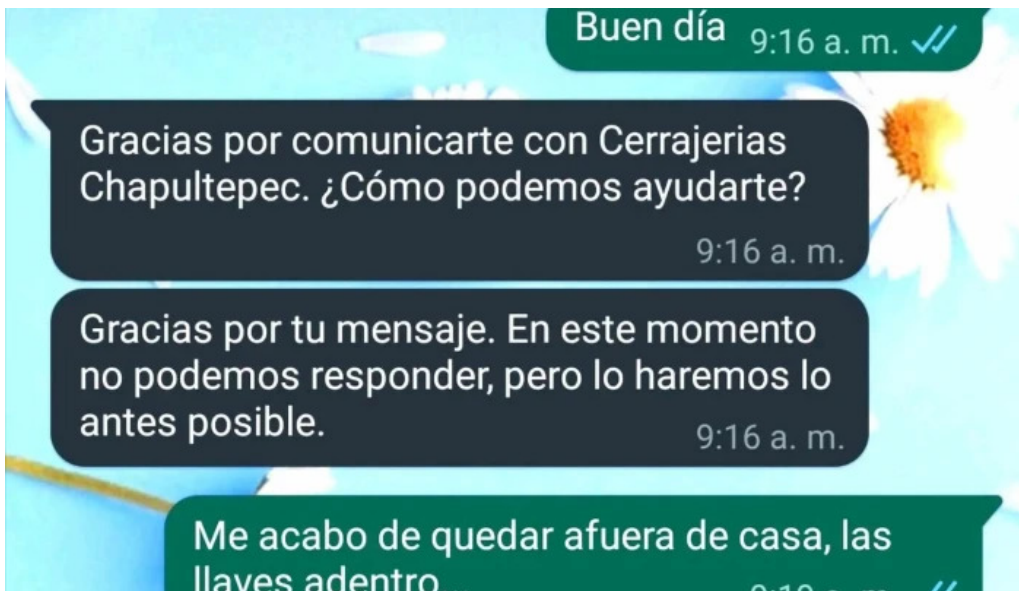 Buen día 9:16 a. m.
Gracias por comunicarte con Cerrajerias
Chapultepec. ¿Cómo podemos ayudarte?
9:16 a. m.
Gracias por tu mensaje. En este momento
no podemos responder, pero lo haremos lo
antes posible.
9:16 a. m.
Me acabo de quedar afuera de casa, las
llaves adentro